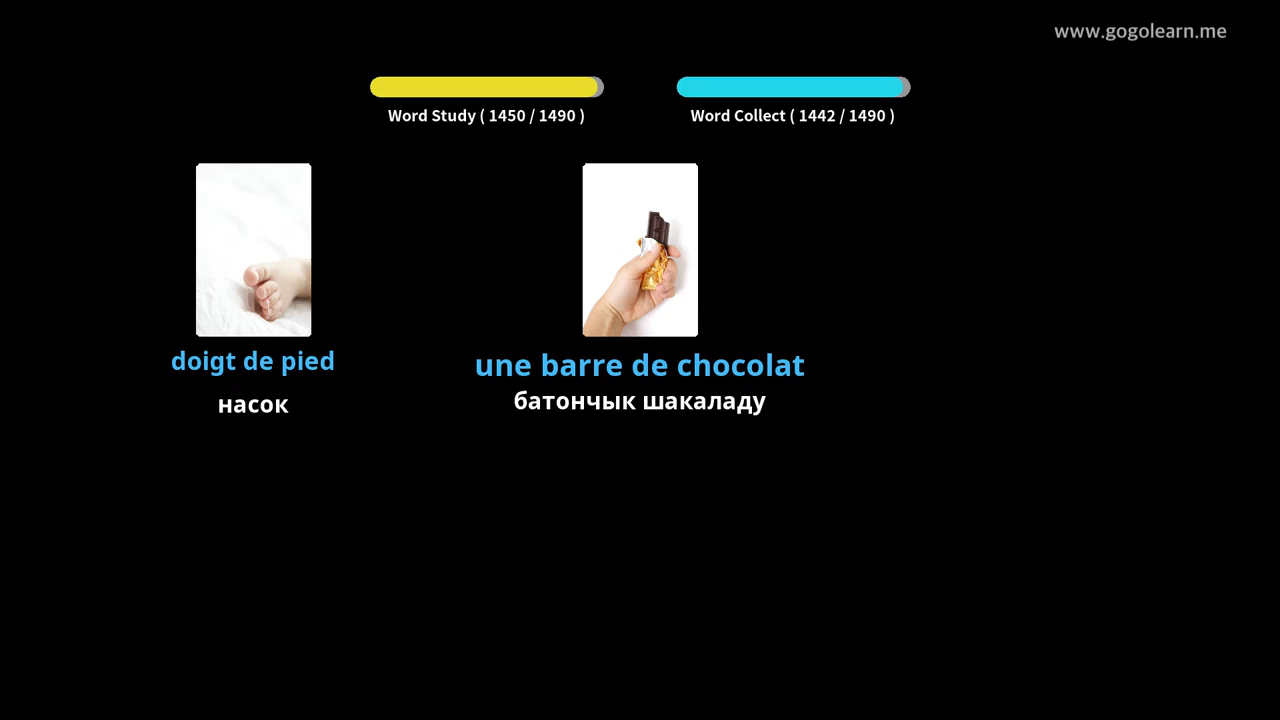 www.gogolearn.me
Word Study ( 1450 / 1490 )
Word Collect ( 1442 / 1490 )
doigt de pied
насок
une barre de chocolat
батончык шакаладу